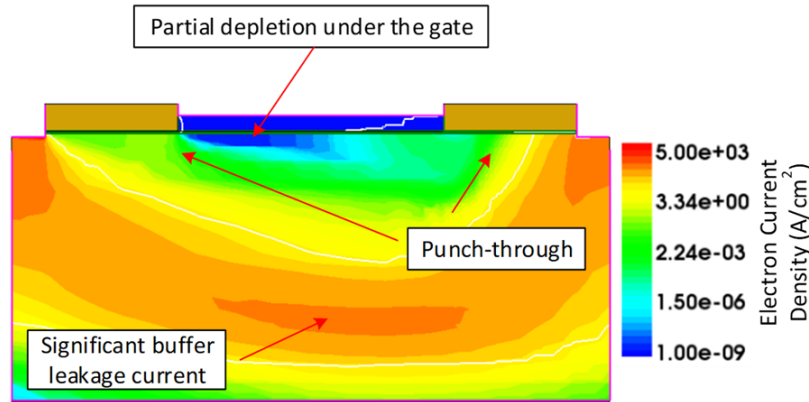 Partial depletion under the gate
5.00e+03
3.34e+00
2.24e-03
1.50e-06
1.00e-09
Electron Current
Density (A/cm²)
Punch-through
Significant buffer
leakage current